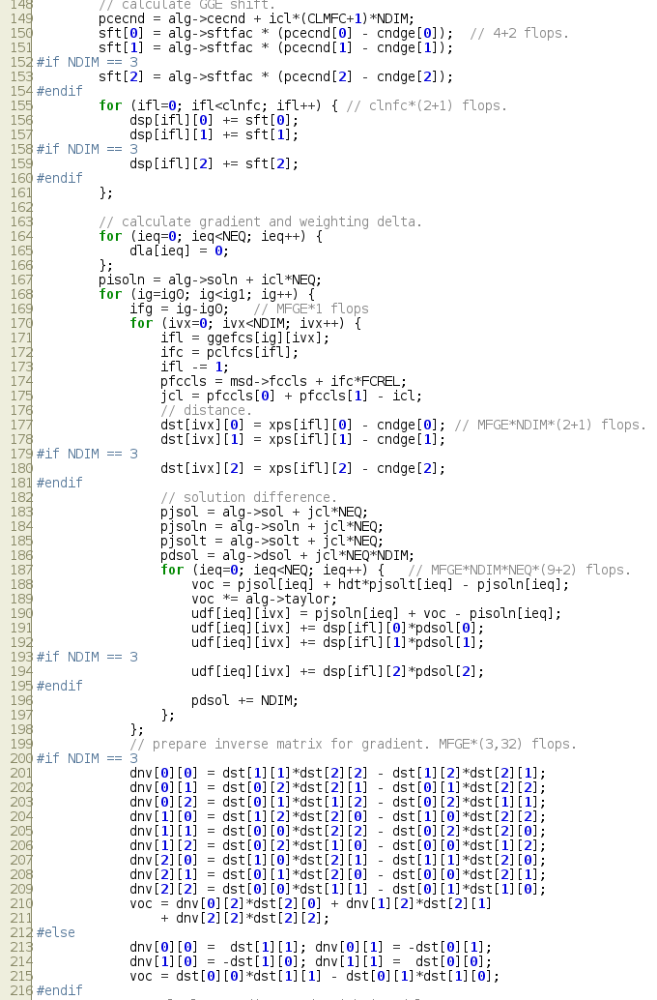 148         // calculate GGE shift.
149         pcecnd = alg->cecnd + icl*(CLMFC+1)*NDIM;
150         sft[0] = alg->sftfac * (pcecnd[0] - cndge[0]);  // 4+2 flops.
151         sft[1] = alg->sftfac * (pcecnd[1] - cndge[1]);
152 #if NDIM == 3
153         sft[2] = alg->sftfac * (pcecnd[2] - cndge[2]);
154 #endif
155         for (ifl=0; ifl<clnfc; ifl++) { // clnfc*(2+1) flops.
156             dsp[ifl][0] += sft[0];
157             dsp[ifl][1] += sft[1];
158 #if NDIM == 3
159             dsp[ifl][2] += sft[2];
160 #endif
161         };
162
163         // calculate gradient and weighting delta.
164         for (ieq=0; ieq<NEQ; ieq++) {
165             dla[ieq] = 0;
166         };
167         pisoln = alg->soln + icl*NEQ;
168         for (ig=ig0; ig<ig1; ig++) {
169             ifg = ig-ig0;   // MFGE*1 flops
170             for (ivx=0; ivx<NDIM; ivx++) {
171                 ifl = ggefcs[ig][ivx];
172                 ifc = pclfcs[ifl];
173                 ifl -= 1;
174                 pfccls = msd->fccls + ifc*FCREL;
175                 jcl = pfccls[0] + pfccls[1] - icl;
176                 // distance.
177                 dst[ivx][0] = xps[ifl][0] - cndge[0]; // MFGE*NDIM*(2+1) flops.
178                 dst[ivx][1] = xps[ifl][1] - cndge[1];
179 #if NDIM == 3
180                 dst[ivx][2] = xps[ifl][2] - cndge[2];
181 #endif
182                 // solution difference.
183                 pjsol = alg->sol + jcl*NEQ;
184                 pjsoln = alg->soln + jcl*NEQ;
185                 pjsolt = alg->solt + jcl*NEQ;
186                 pdsol = alg->dsol + jcl*NEQ*NDIM;
187                 for (ieq=0; ieq<NEQ; ieq++) {   // MFGE*NDIM*NEQ*(9+2) flops.
188                     voc = pjsol[ieq] + hdt*pjsolt[ieq] - pjsoln[ieq];
189                     voc *= alg->taylor;
190                     udf[ieq][ivx] = pjsoln[ieq] + voc - pisoln[ieq];
191                     udf[ieq][ivx] += dsp[ifl][0]*pdsol[0];
192                     udf[ieq][ivx] += dsp[ifl][1]*pdsol[1];
193 #if NDIM == 3
194                     udf[ieq][ivx] += dsp[ifl][2]*pdsol[2];
195 #endif
196                     pdsol += NDIM;
197                 };
198             };
199             // prepare inverse matrix for gradient. MFGE*(3,32) flops.
200 #if NDIM == 3
201             dnv[0][0] = dst[1][1]*dst[2][2] - dst[1][2]*dst[2][1];
202             dnv[0][1] = dst[0][2]*dst[2][1] - dst[0][1]*dst[2][2];
203             dnv[0][2] = dst[0][1]*dst[1][2] - dst[0][2]*dst[1][1];
204             dnv[1][0] = dst[1][2]*dst[2][0] - dst[1][0]*dst[2][2];
205             dnv[1][1] = dst[0][0]*dst[2][2] - dst[0][2]*dst[2][0];
206             dnv[1][2] = dst[0][2]*dst[1][0] - dst[0][0]*dst[1][2];
207             dnv[2][0] = dst[1][0]*dst[2][1] - dst[1][1]*dst[2][0];
208             dnv[2][1] = dst[0][1]*dst[2][0] - dst[0][0]*dst[2][1];
209             dnv[2][2] = dst[0][0]*dst[1][1] - dst[0][1]*dst[1][0];
210             voc = dnv[0][2]*dst[2][0] + dnv[1][2]*dst[2][1]
211                 + dnv[2][2]*dst[2][2];
212 #else
213             dnv[0][0] =  dst[1][1]; dnv[0][1] = -dst[0][1];
214             dnv[1][0] = -dst[1][0]; dnv[1][1] =  dst[0][0];
215             voc = dst[0][0]*dst[1][1] - dst[0][1]*dst[1][0];
216 #endif